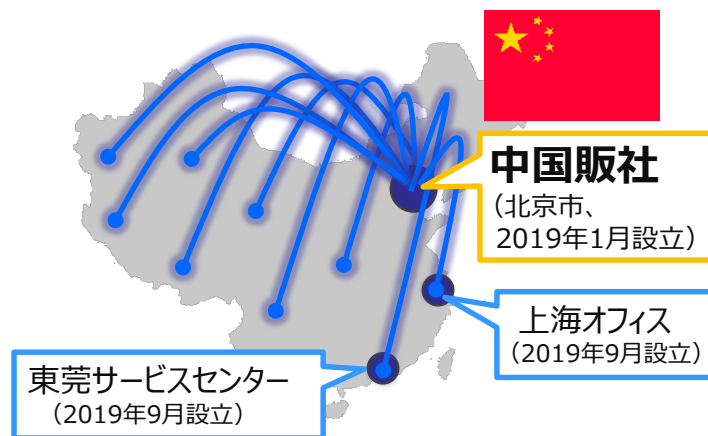 中国販社
（北京市、
2019年1月設立）
上海オフィス
（2019年9月設立）
東莞サービスセンター
（2019年9月設立）